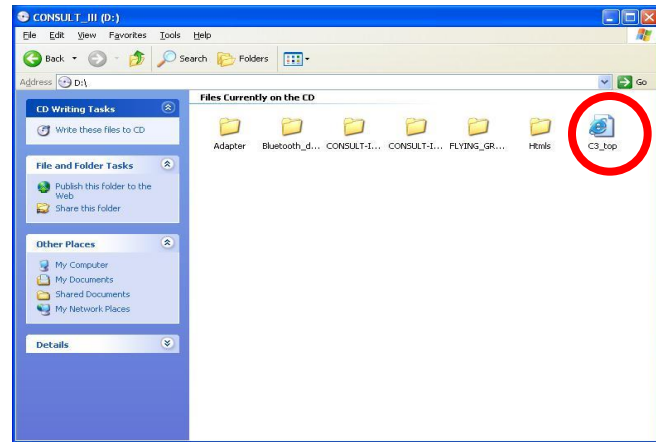 CONSULT_III (D:)
File Edit View Favorites Tools Help
Back Search Folders
Address D:\ Go
Files Currently on the CD
CD Writing Tasks
Write these files to CD
File and Folder Tasks
Publish this folder to the
Web
Share this folder
Other Places
My Computer
My Documents
Shared Documents
My Network Places
Details
Adapter Bluetooth_d... CONSULT-I... CONSULT-I... FLYING_GR... Htmls C3_top